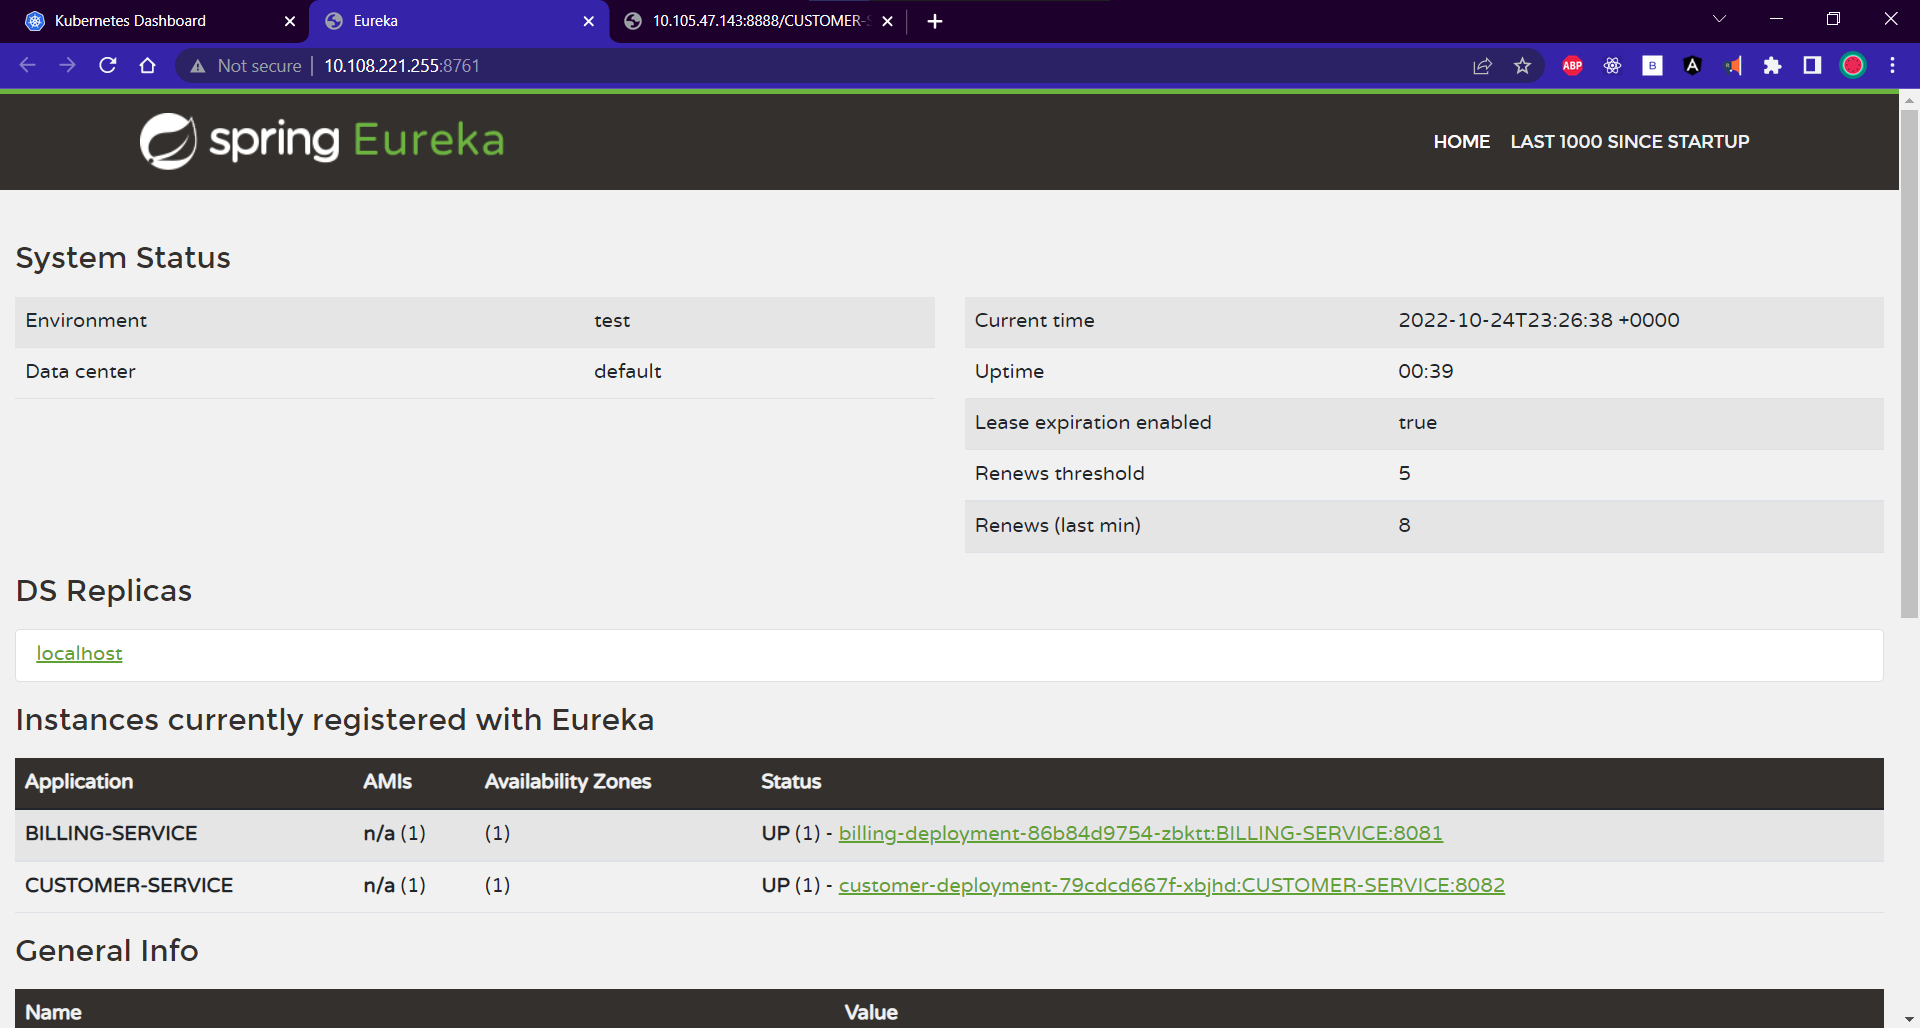 Kubernetes Dashboard
Eureka
10.105.47.143:8888/CUSTOMER-S
Not secure 10.108.221.255:8761
ABP
B
A
spring Eureka
HOME LAST 1000 SINCE STARTUP
System Status
Environment test
Data center default
Current time 2022-10-24T23:26:38 +0000
Uptime 00:39
Lease expiration enabled true
Renews threshold 5
Renews (last min) 8
DS Replicas
localhost
Instances currently registered with Eureka
Application AMIs Availability Zones Status
BILLING-SERVICE n/a (1) (1) UP (1) - billing-deployment-86b84d9754-zbktt:BILLING-SERVICE:8081
CUSTOMER-SERVICE n/a (1) (1) UP (1) - customer-deployment-79cdcd667f-xbjhd:CUSTOMER-SERVICE:8082
General Info
Name Value